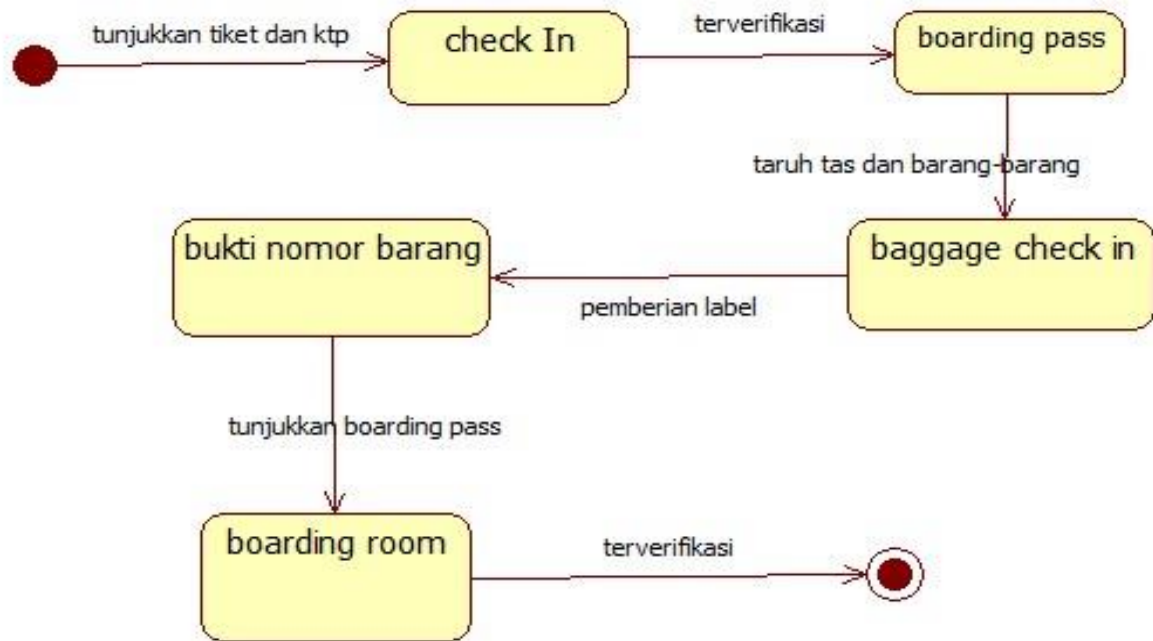 tunjukkan tiket dan ktp
check In
terverifikasi
boarding pass
taruh tas dan barang-barang
baggage check in
pemberian label
bukti nomor barang
tunjukkan boarding pass
boarding room
terverifikasi